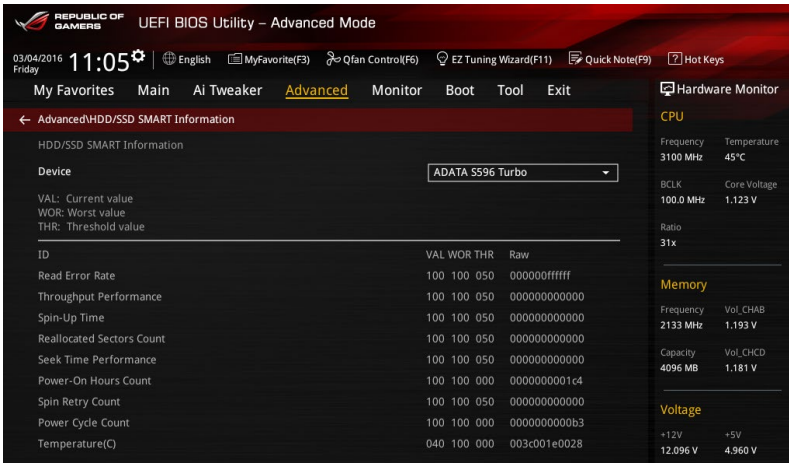 REPUBLIC OF
GAMERS
UEFI BIOS Utility – Advanced Mode
03/04/2016
Friday
11:05
English
MyFavorite(F3)
Qfan Control(F6)
EZ Tuning Wizard(F11)
Quick Note(F9)
? Hot Keys
My Favorites Main Ai Tweaker Advanced Monitor Boot Tool Exit
← Advanced\HDD/SSD SMART Information
HDD/SSD SMART Information
Device ADATA S596 Turbo
VAL: Current value
WOR: Worst value
THR: Threshold value
ID VAL WOR THR Raw
Read Error Rate 100 100 050 000000ffffff
Throughput Performance 100 100 050 000000000000
Spin-Up Time 100 100 050 000000000000
Reallocated Sectors Count 100 100 050 000000000000
Seek Time Performance 100 100 050 000000000000
Power-On Hours Count 100 100 000 0000000001c4
Spin Retry Count 100 100 050 000000000000
Power Cycle Count 100 100 000 0000000000b3
Temperature(C) 040 100 000 003c001e0028
Hardware Monitor
CPU
Frequency Temperature
3100 MHz 45°C
BCLK Core Voltage
100.0 MHz 1.123 V
Ratio
31x
Memory
Frequency Vol_CHAB
2133 MHz 1.193 V
Capacity Vol_CHCD
4096 MB 1.181 V
Voltage
+12V +5V
12.096 V 4.960 V